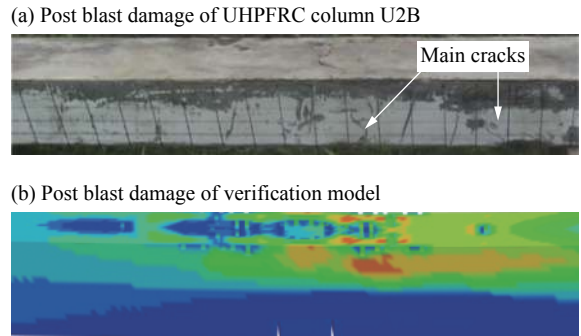 (a) Post blast damage of UHPFRC column U2B
Main cracks
(b) Post blast damage of verification model